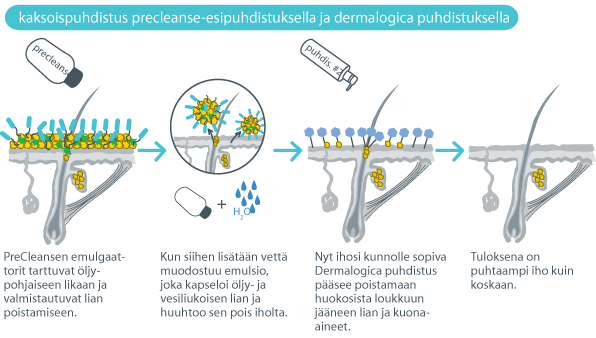 kaksoispuhdistus precleanse-esipuhdistuksella ja dermalogica puhdistuksella
precleanse
puhdis. #2
+
H₂O
PreCleansen emulgaat-
torit tarttuvat öljy-
pohjaiseen likaan ja
valmistautuvat lian
poistamiseen.
Kun siihen lisätään vettä
muodostuu emulsio,
joka kapseloi öljy- ja
vesiliukoisen lian ja
huuhtoo sen pois iholta.
Nyt ihosi kunnolle sopiva
Dermalogica puhdistus
pääsee poistamaan
huokosista loukkuun
jääneen lian ja kuona-
aineet.
Tuloksena on
puhtaampi iho kuin
koskaan.